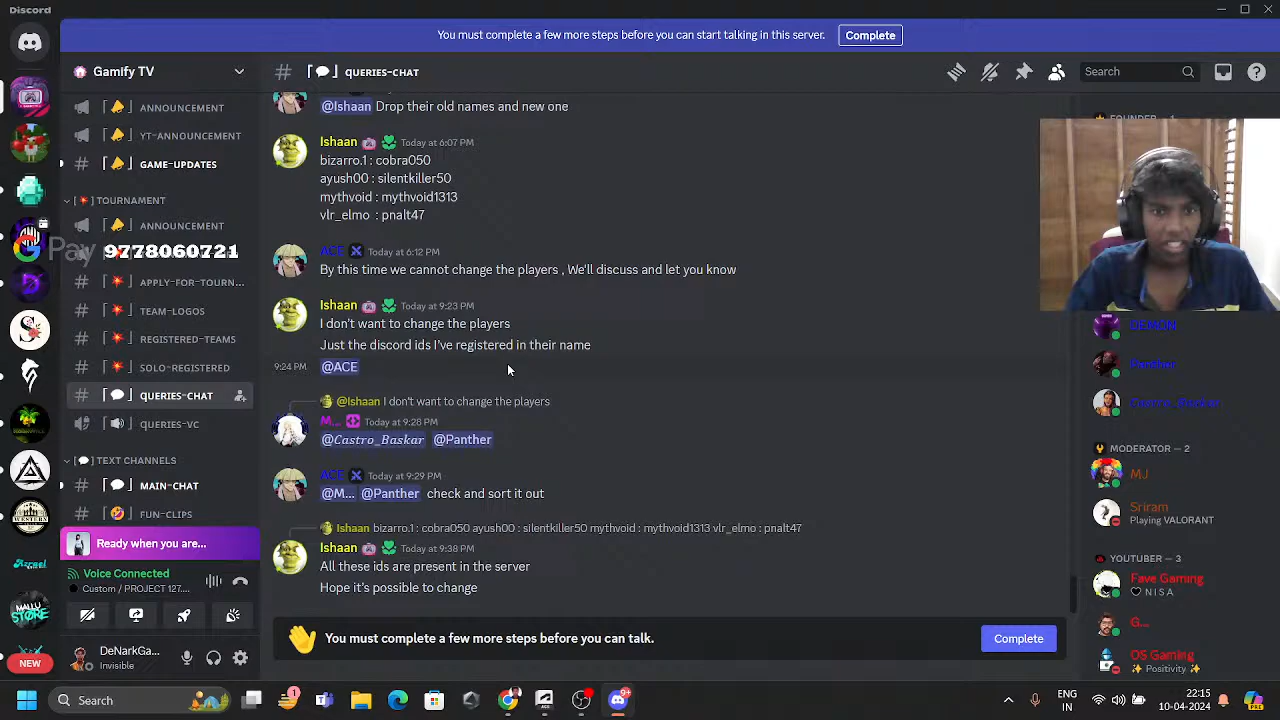 Discord
You must complete a few more steps before you can start talking in this server.
Complete
Gamify TV
QUERIES-CHAT
Search
ANNOUNCEMENT
YT-ANNOUNCEMENT
GAME-UPDATES
TOURNAMENT
ANNOUNCEMENT
G Pay 9778060721
APPLY-FOR-TOURN...
TEAM-LOGOS
REGISTERED-TEAMS
SOLO-REGISTERED
QUERIES-CHAT
QUERIES-VC
TEXT CHANNELS
MAIN-CHAT
FUN-CLIPS
Ready when you are...
Voice Connected
Custom / PROJECT 127....
DeNarkGa...
Invisible
Azrael
MALLU
STORE
NEW
@Ishaan Drop their old names and new one
Ishaan Today at 6:07 PM
bizarro.1 : cobra050
ayush00 : silentkiller50
mythvoid : mythvoid1313
vlr_elmo : pnalt47
ACE Today at 6:12 PM
By this time we cannot change the players , We'll discuss and let you know
Ishaan Today at 9:23 PM
I don't want to change the players
Just the discord ids I've registered in their name
9:24 PM @ACE
@Ishaan I don't want to change the players
M... Today at 9:28 PM
@Castro_Baskar @Panther
ACE Today at 9:29 PM
@M... @Panther check and sort it out
Ishaan bizarro.1 : cobra050 ayush00 : silentkiller50 mythvoid : mythvoid1313 vlr_elmo : pnalt47
Ishaan Today at 9:38 PM
All these ids are present in the server
Hope it's possible to change
You must complete a few more steps before you can talk.
Complete
FOUNDER — 1
DEMON
Panther
Castro_Baskar
MODERATOR — 2
MJ
Sriram
Playing VALORANT
YOUTUBER — 3
Fave Gaming
N I S A
G...
OS Gaming
Positivity
Search
ENG
IN
22:15
10-04-2024